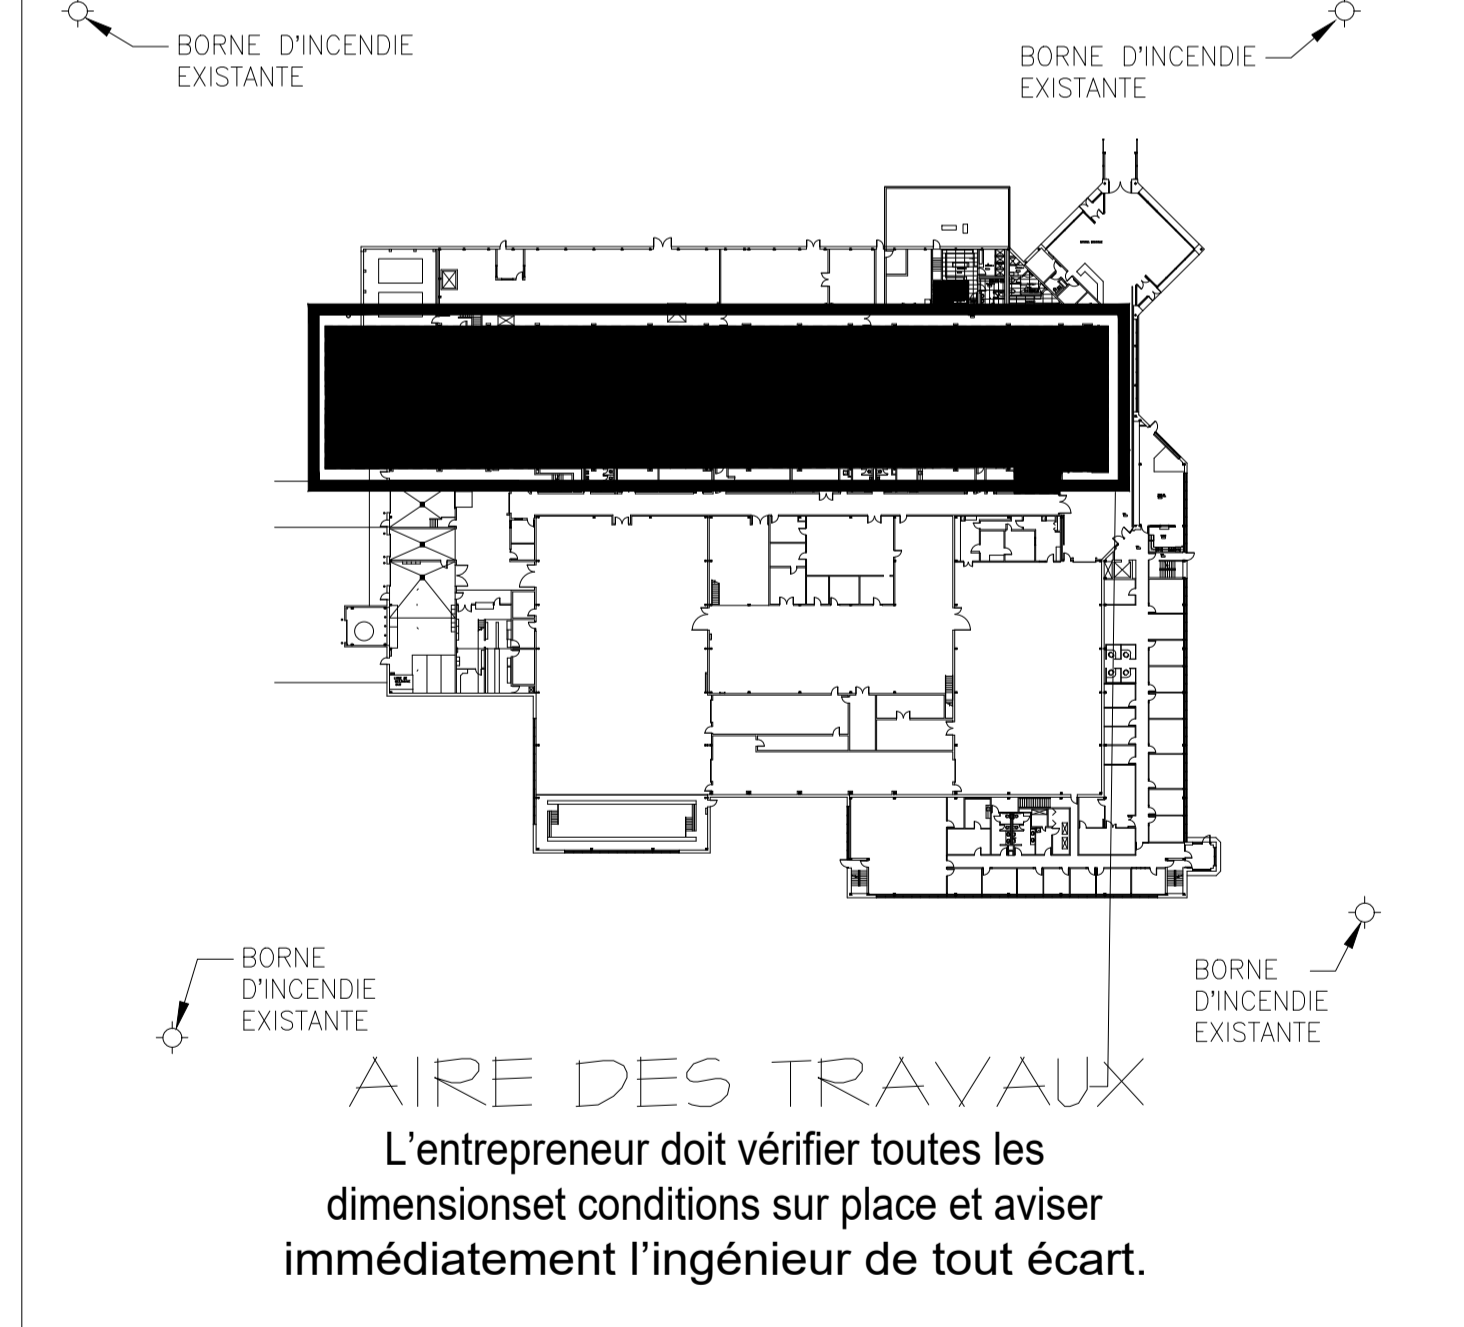 BORNE D'INCENDIE
EXISTANTE
BORNE D'INCENDIE
EXISTANTE
BORNE
D'INCENDIE
EXISTANTE
BORNE
D'INCENDIE
EXISTANTE
AIRE DES TRAVAUX
L'entrepreneur doit vérifier toutes les
dimensionset conditions sur place et aviser
immédiatement l'ingénieur de tout écart.